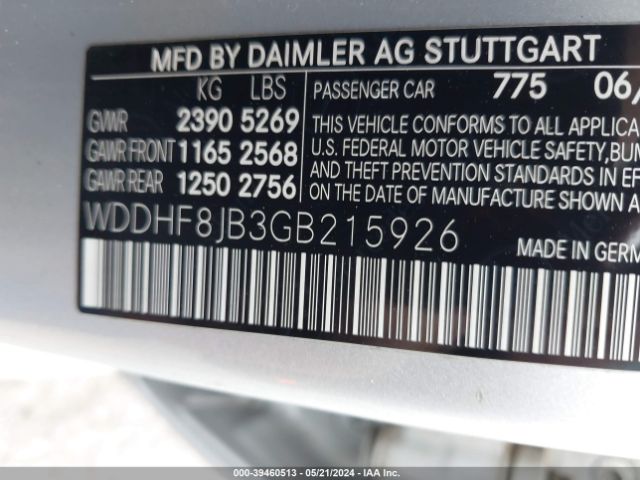 MFD BY DAIMLER AG STUTTGART
KG LBS
GVWR 2390 5269
GAWR FRONT 1165 2568
GAWR REAR 1250 2756
PASSENGER CAR 775 06/
THIS VEHICLE CONFORMS TO ALL APPLICA
U.S. FEDERAL MOTOR VEHICLE SAFETY, BUM
AND THEFT PREVENTION STANDARDS IN EF
ON THE DATE OF MANUFACTURE SHOWN A
WDDHF8JB3GB215926
MADE IN GERM
000-39460513 - 05/21/2024 - IAA Inc.